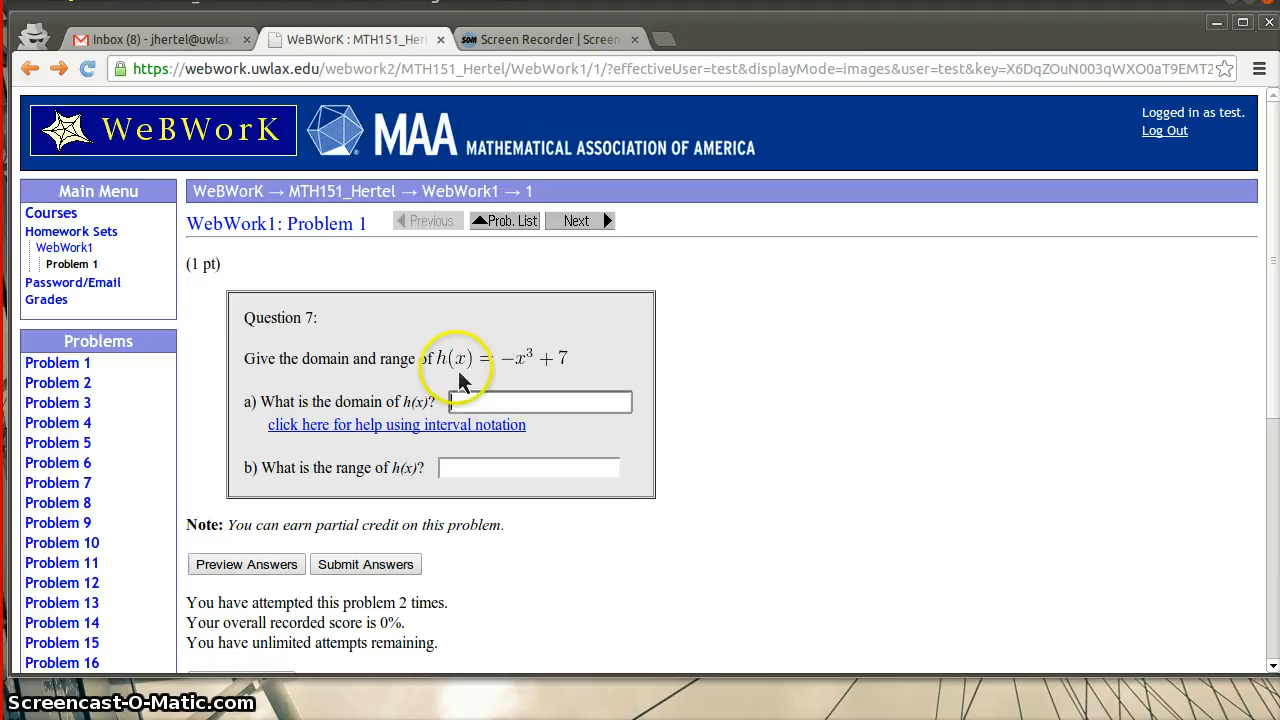 Inbox (8) - jhertel@uwlax.
WeBWorK : MTH151_Her
Screen Recorder | Screen
https://webwork.uwlax.edu/webwork2/MTH151_Hertel/WebWork1/1/?effectiveUser=test&displayMode=images&user=test&key=X6DqZOuN003qWXO0aT9EMT2
WeBWorK
MAA MATHEMATICAL ASSOCIATION OF AMERICA
Logged in as test.
Log Out
Main Menu
Courses
Homework Sets
WebWork1
Problem 1
Password/Email
Grades
Problems
Problem 1
Problem 2
Problem 3
Problem 4
Problem 5
Problem 6
Problem 7
Problem 8
Problem 9
Problem 10
Problem 11
Problem 12
Problem 13
Problem 14
Problem 15
Problem 16
WeBWorK → MTH151_Hertel → WebWork1 → 1
WebWork1: Problem 1
Previous
Prob. List
Next
(1 pt)
Question 7:
Give the domain and range of h(x) = −x³ + 7
a) What is the domain of h(x)?
click here for help using interval notation
b) What is the range of h(x)?
Note: You can earn partial credit on this problem.
Preview Answers
Submit Answers
You have attempted this problem 2 times.
Your overall recorded score is 0%.
You have unlimited attempts remaining.
Screencast-O-Matic.com